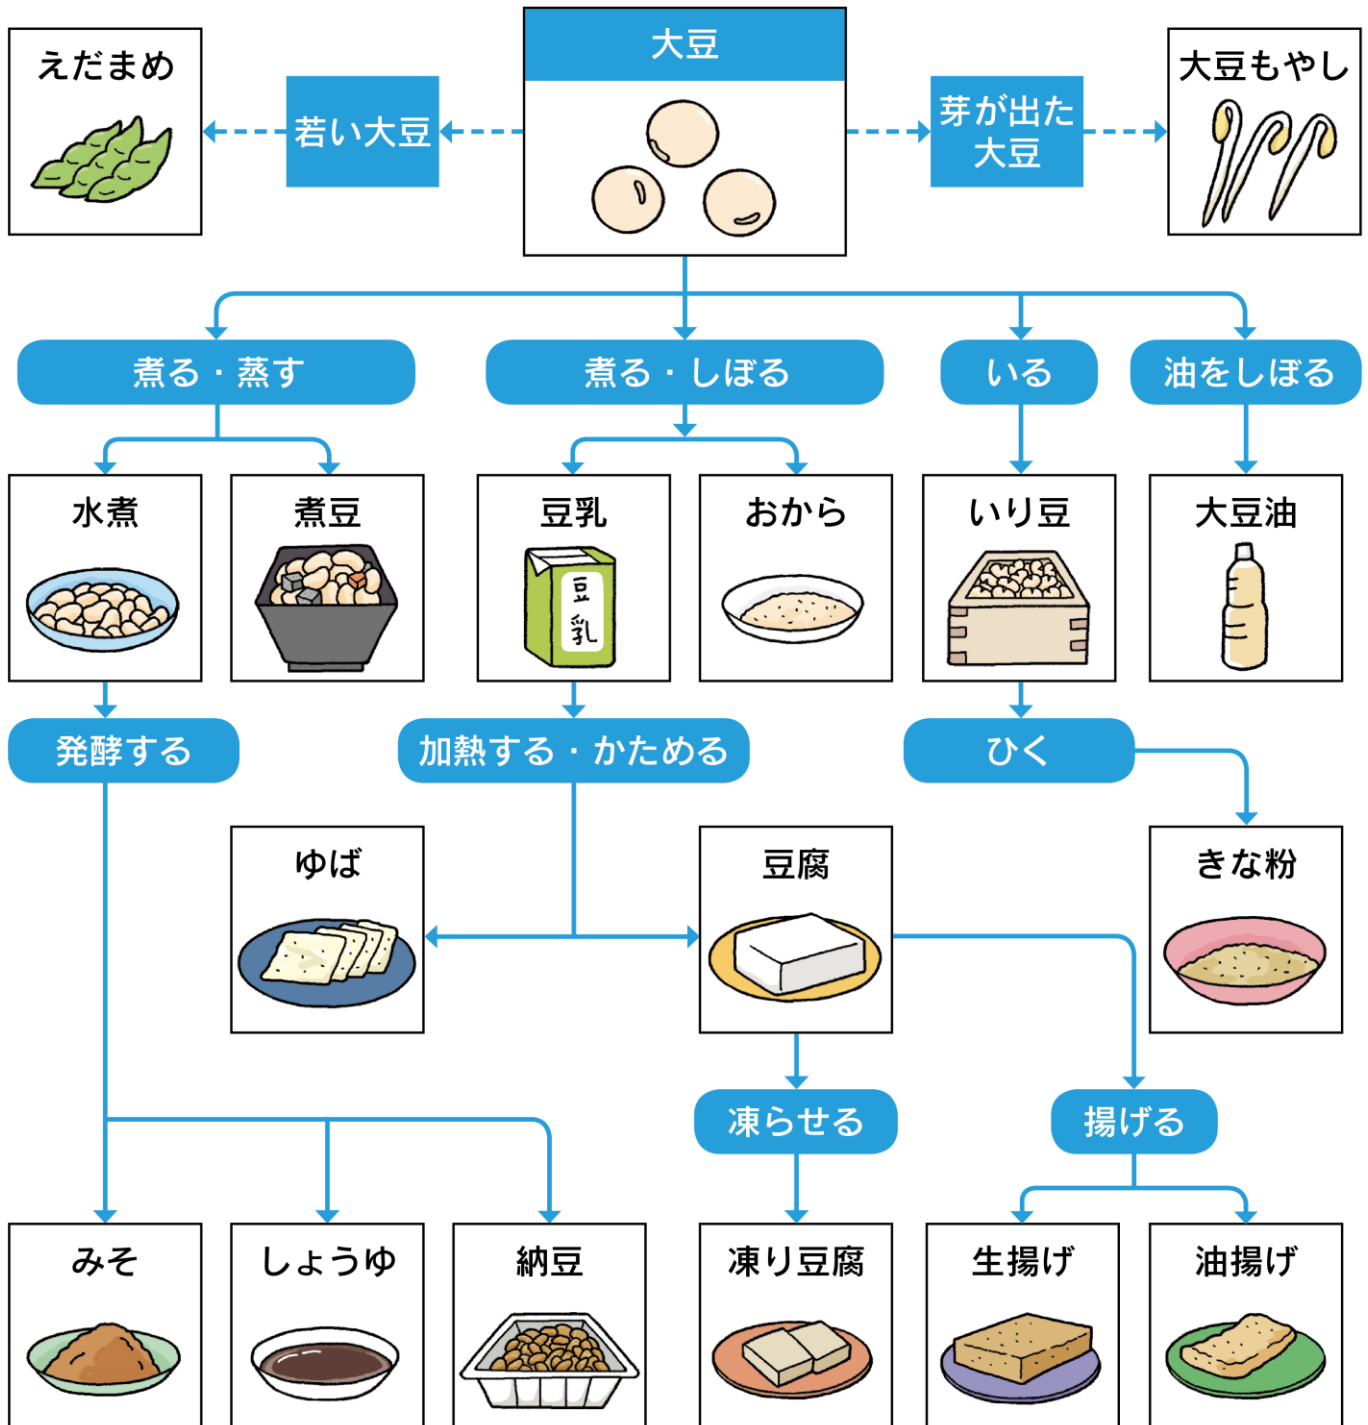 大豆
えだまめ
若い大豆
芽が出た
大豆
大豆もやし
煮る・蒸す
煮る・しぼる
いる
油をしぼる
水煮
煮豆
豆乳
豆
乳
おから
いり豆
大豆油
発酵する
加熱する・かためる
ひく
ゆば
豆腐
きな粉
凍らせる
揚げる
みそ
しょうゆ
納豆
凍り豆腐
生揚げ
油揚げ